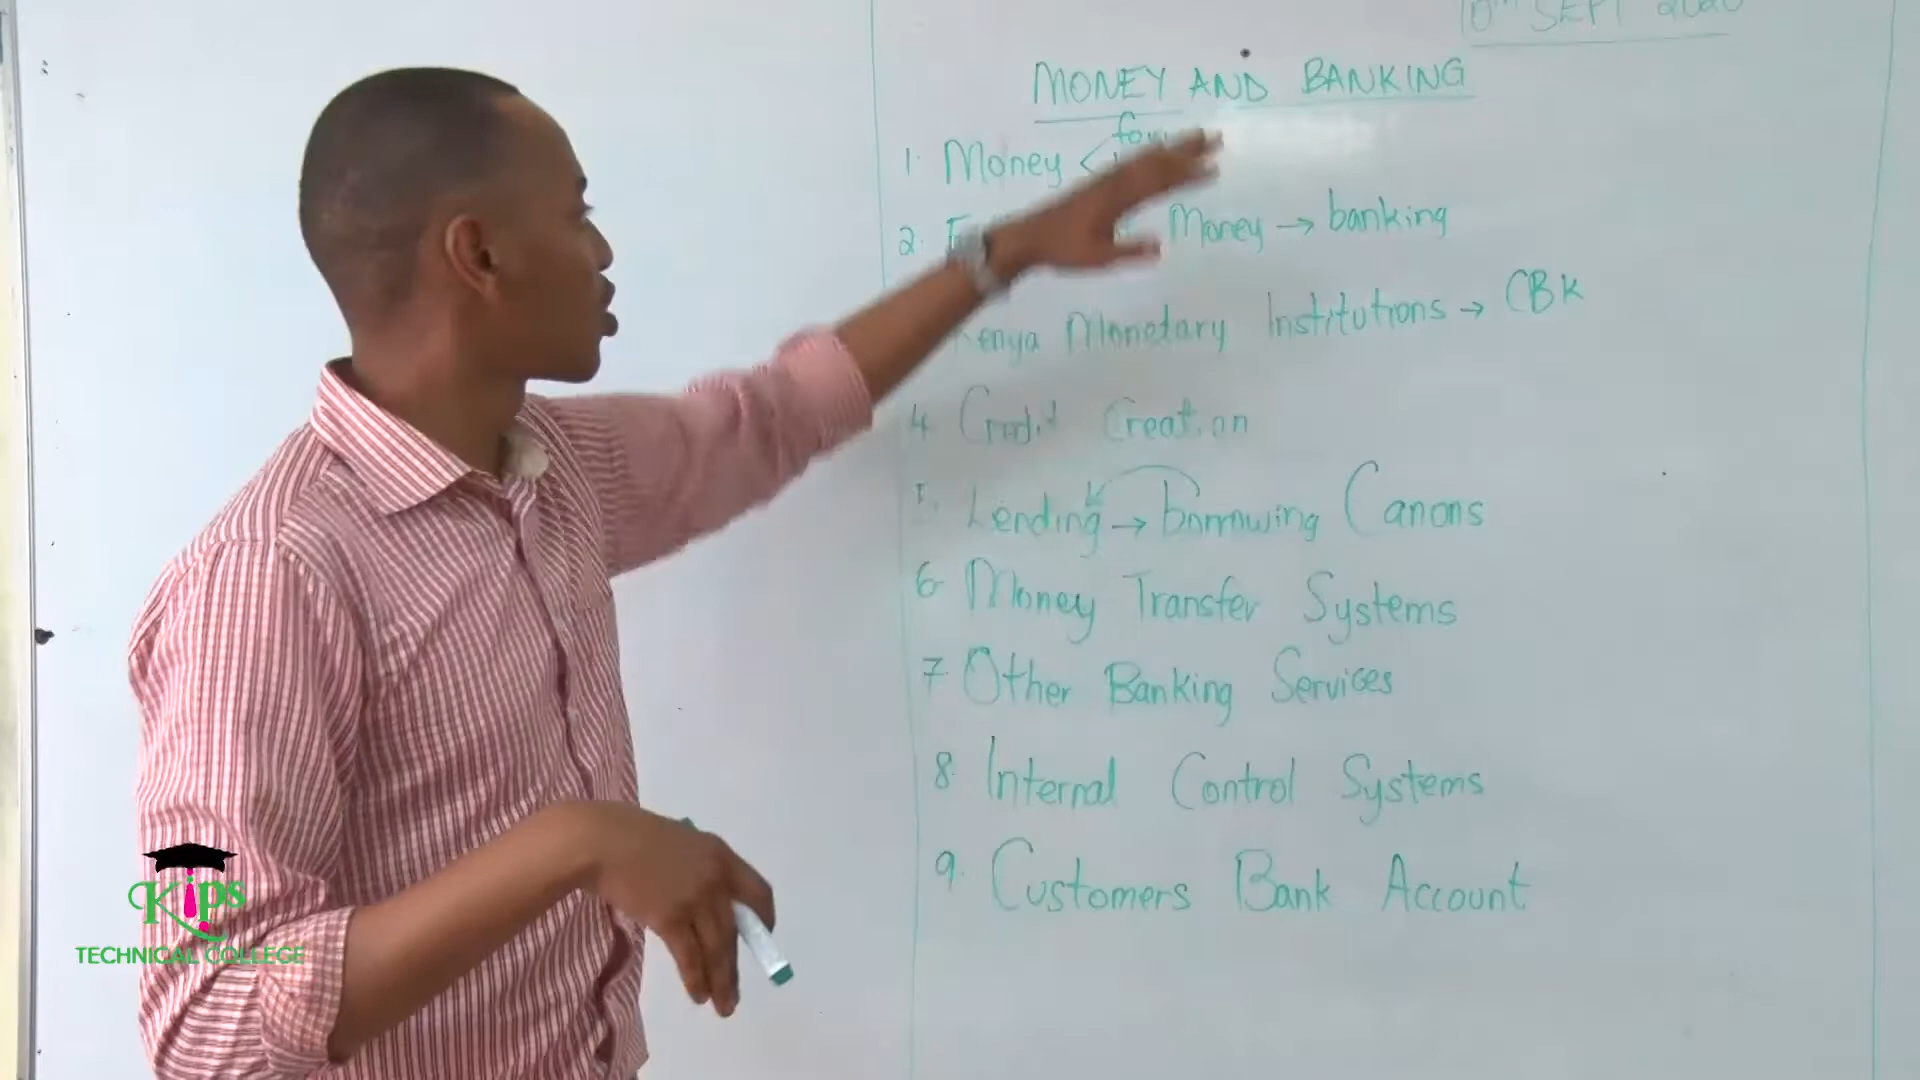 SEPT 2020
MONEY AND BANKING
1. Money <
2. Money → banking
Kenya Monetary Institutions → CBK
4 Credit Creation
5. Lending → borrowing Canons
6 Money Transfer Systems
7. Other Banking Services
8. Internal Control Systems
9. Customers Bank Account
Kips
TECHNICAL COLLEGE